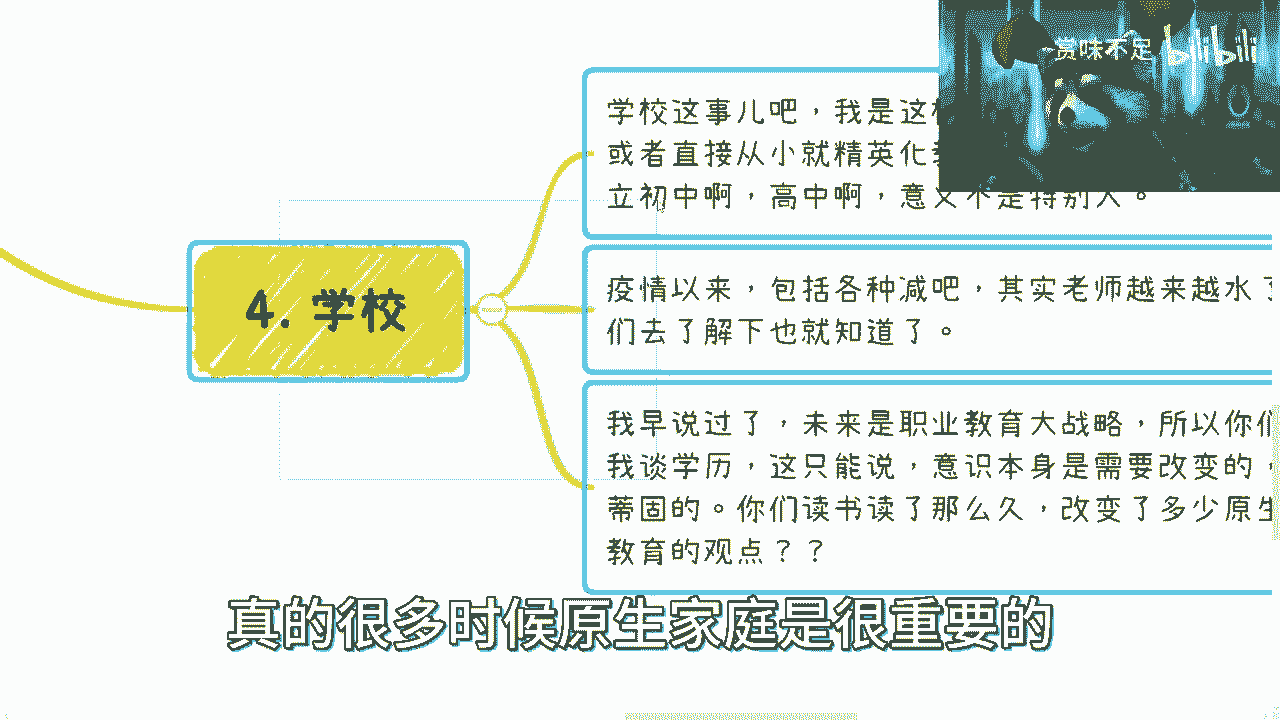 赏味不足 bilibili
学校这事儿吧，我是这
或者直接从小就精英化
立初中啊，高中啊，意义不是特别大。
4. 学校
疫情以来，包括各种减吧，其实老师越来越水
们去了解下也就知道了。
我早说过了，未来是职业教育大战略，所以你们
我谈学历，这只能说，意识本身是需要改变的，
蒂固的。你们读书读了那么久，改变了多少原生
教育的观点？？
真的很多时候原生家庭是很重要的